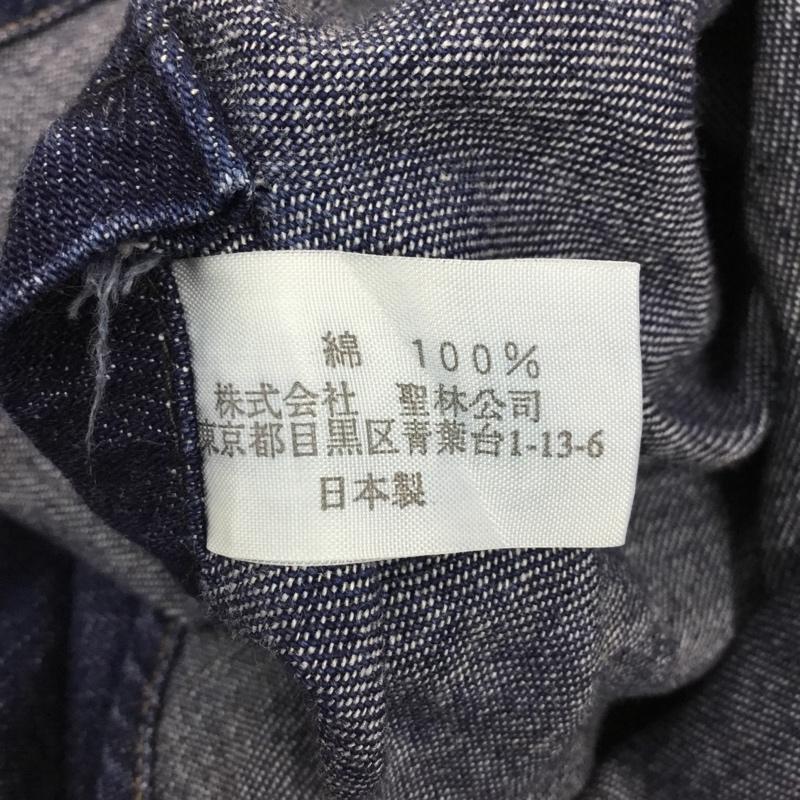 綿 100%
株式会社 聖林公司
東京都目黒区青葉台1-13-6
日本製